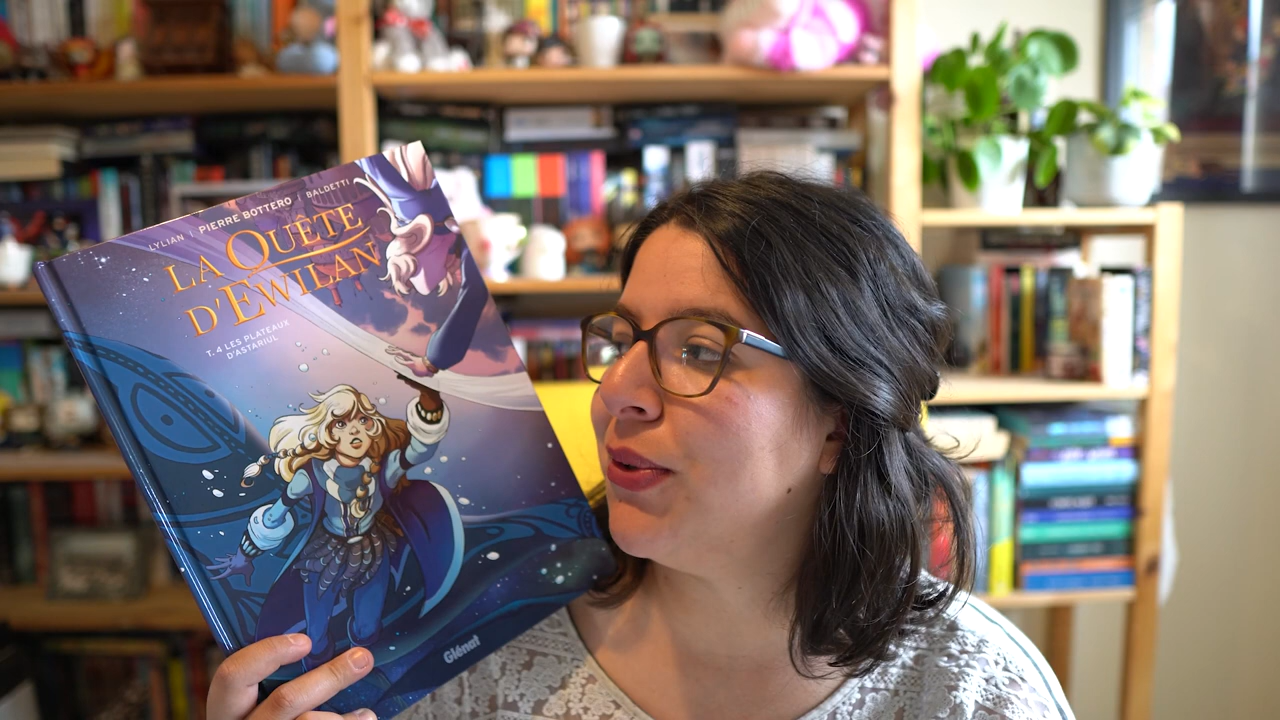 LYLIAN | PIERRE BOTTERO | BALDETTI
LA QUÊTE
D'EWILAN
T. 4 LES PLATEAUX
D'ASTARIUL
Glénat